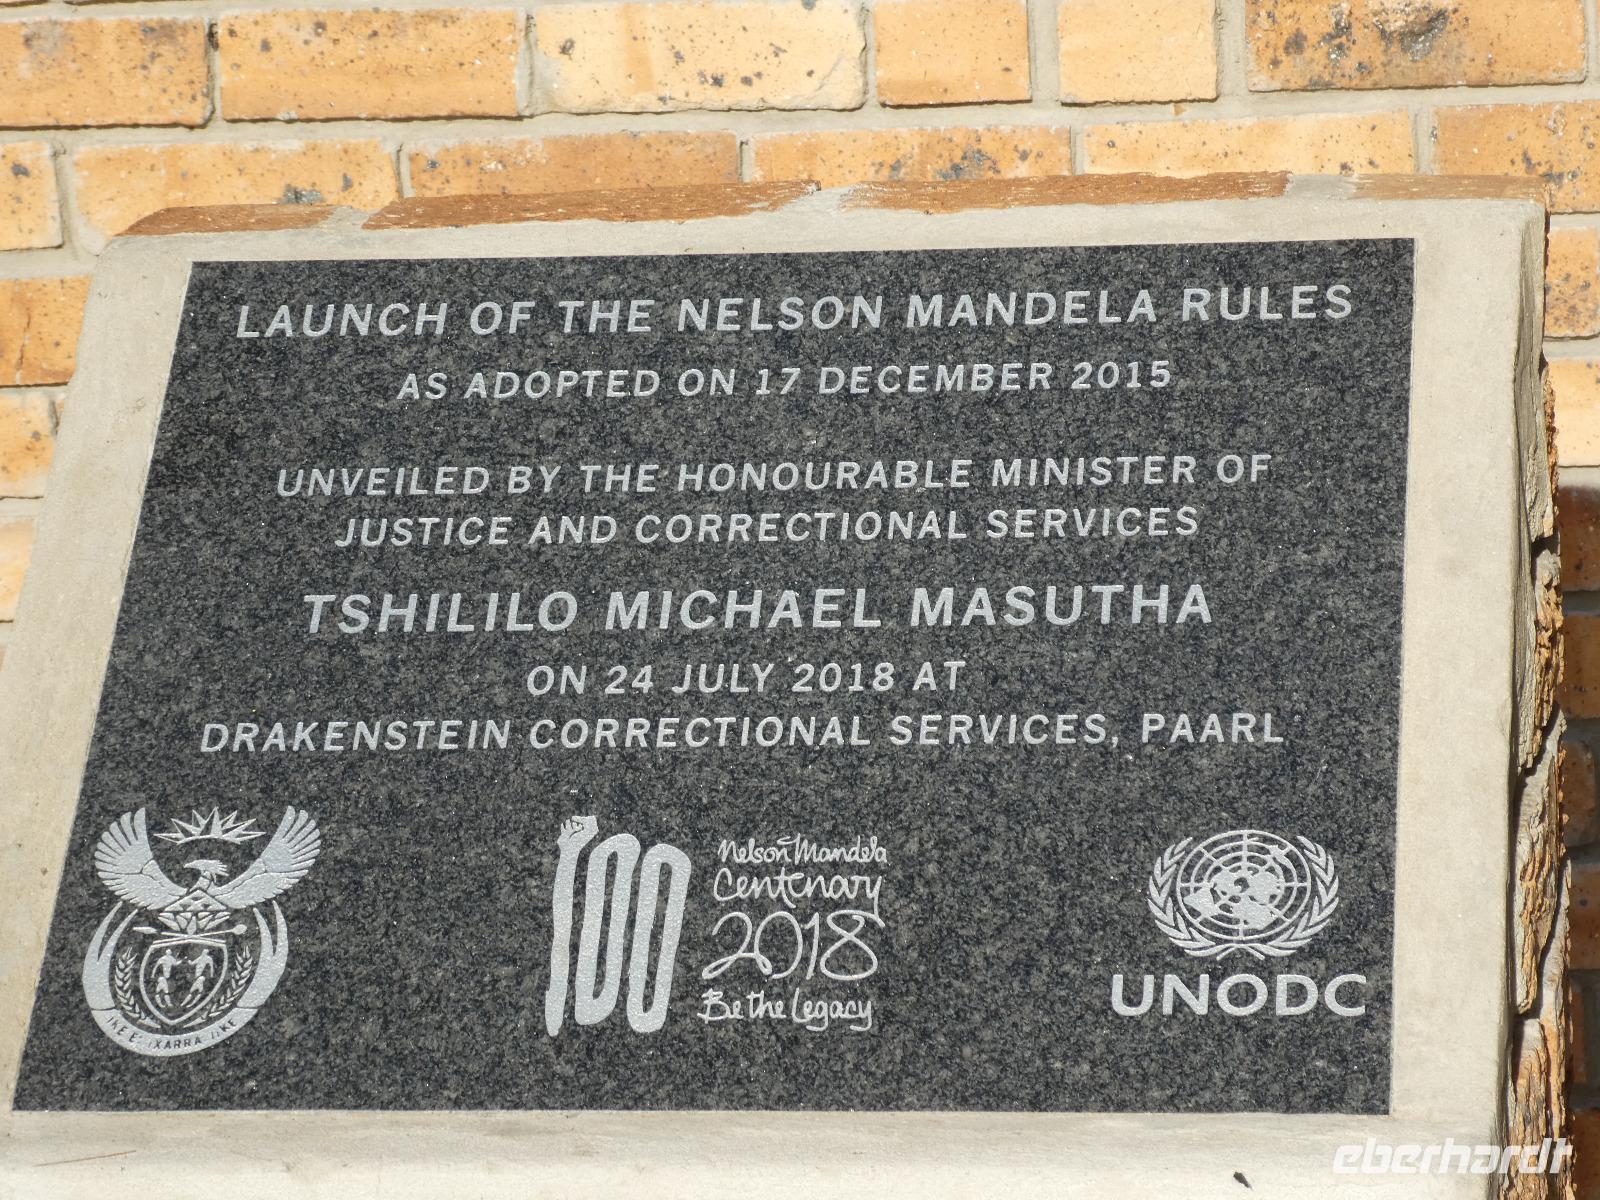 LAUNCH OF THE NELSON MANDELA RULES
AS ADOPTED ON 17 DECEMBER 2015
UNVEILED BY THE HONOURABLE MINISTER OF
JUSTICE AND CORRECTIONAL SERVICES
TSHILILO MICHAEL MASUTHA
ON 24 JULY 2018 AT
DRAKENSTEIN CORRECTIONAL SERVICES, PAARL
100
Nelson Mandela
Centenary
2018
Be the Legacy
UNODC
eberhardt